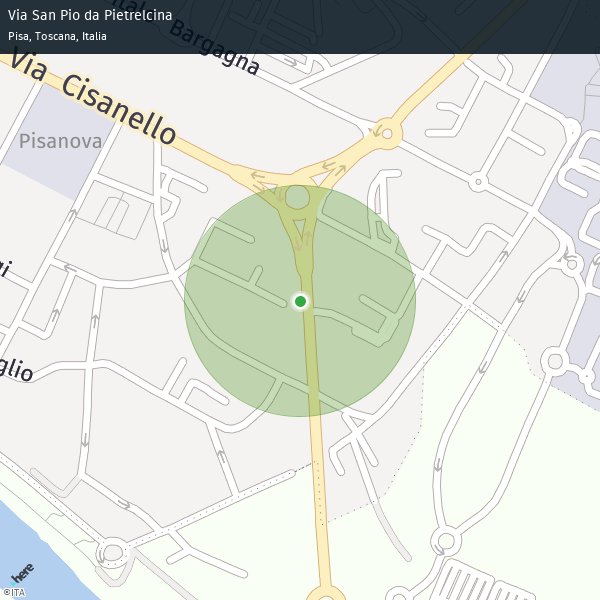 Via San Pio da Pietrelcina
Pisa, Toscana, Italia
Bargagna
Via Cisanello
Pisanova
glio
here
©ITA